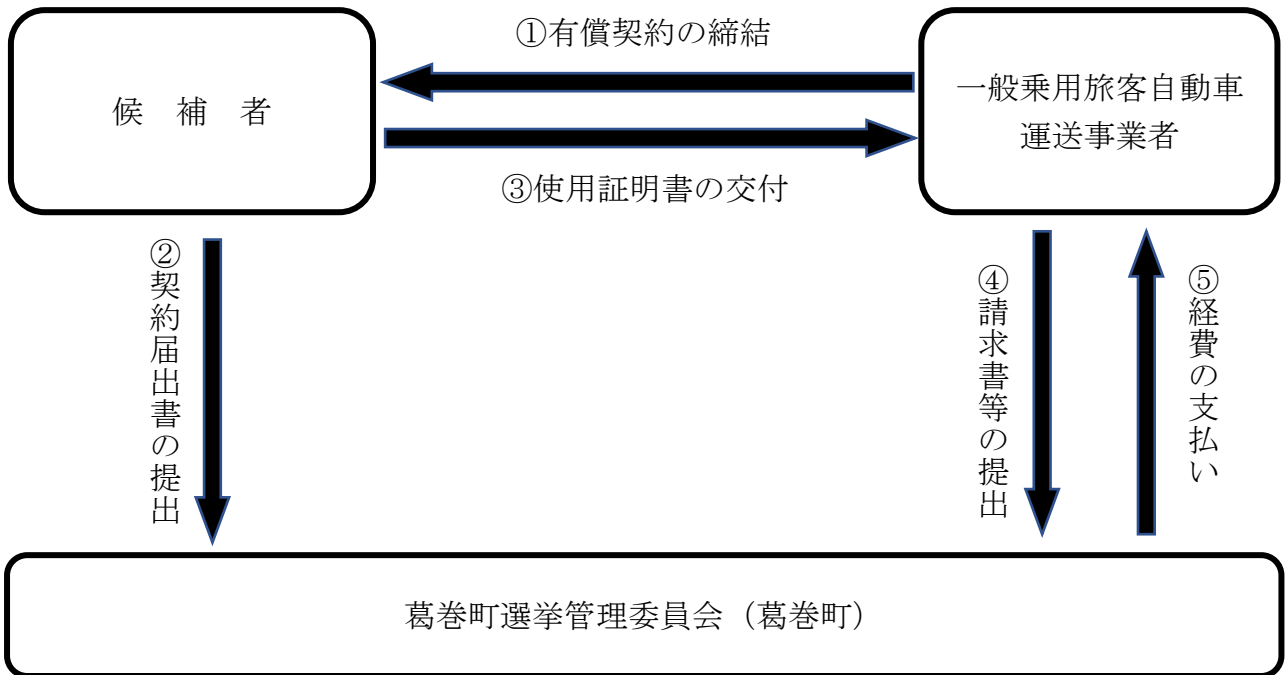 ①有償契約の締結
候　補　者
一般乗用旅客自動車
運送事業者
③使用証明書の交付
②契約届出書の提出
④請求書等の提出
⑤経費の支払い
葛巻町選挙管理委員会（葛巻町）